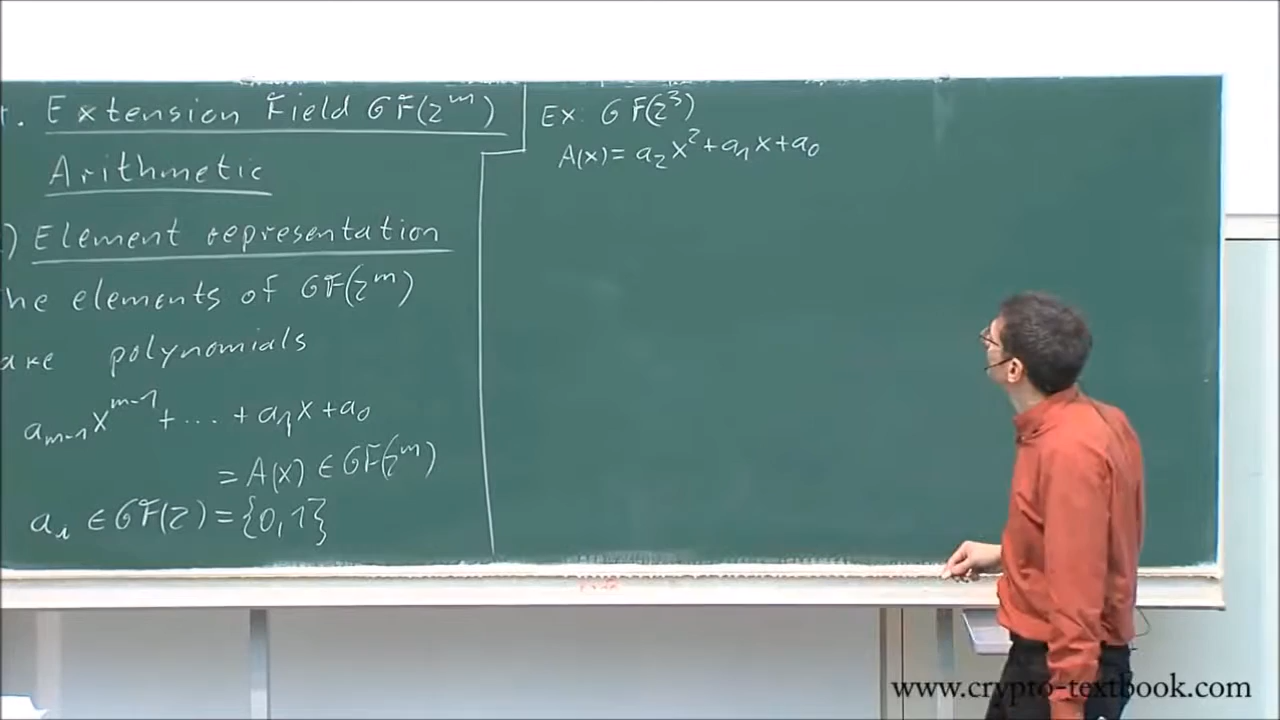 . Extension Field GF(2^m)
Arithmetic
) Element representation
he elements of GF(2^m)
are polynomials
a_{m-1}x^{m-1}+...+a_1x+a_0
=A(x)∈GF(2^m)
a_i∈GF(2)={0,1}
Ex: GF(2^3)
A(x)=a_2x^2+a_1x+a_0
www.crypto-textbook.com